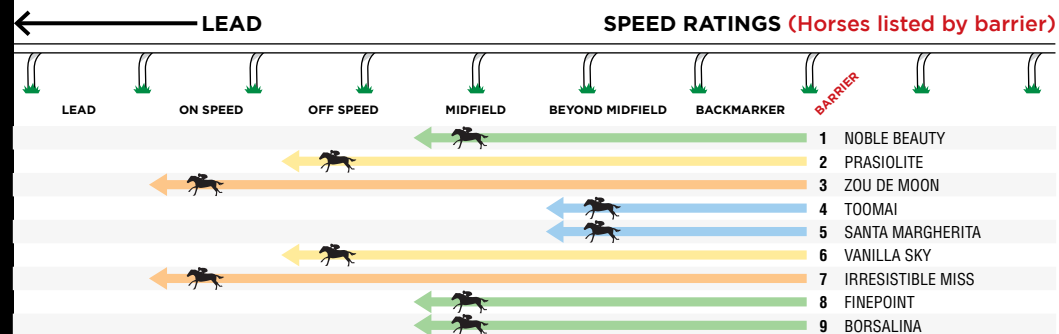 LEAD SPEED RATINGS (Horses listed by barrier)
LEAD ON SPEED OFF SPEED MIDFIELD BEYOND MIDFIELD BACKMARKER BARRIER
1 NOBLE BEAUTY
2 PRASIOLITE
3 ZOU DE MOON
4 TOOMAI
5 SANTA MARGHERITA
6 VANILLA SKY
7 IRRESISTIBLE MISS
8 FINEPOINT
9 BORSALINA